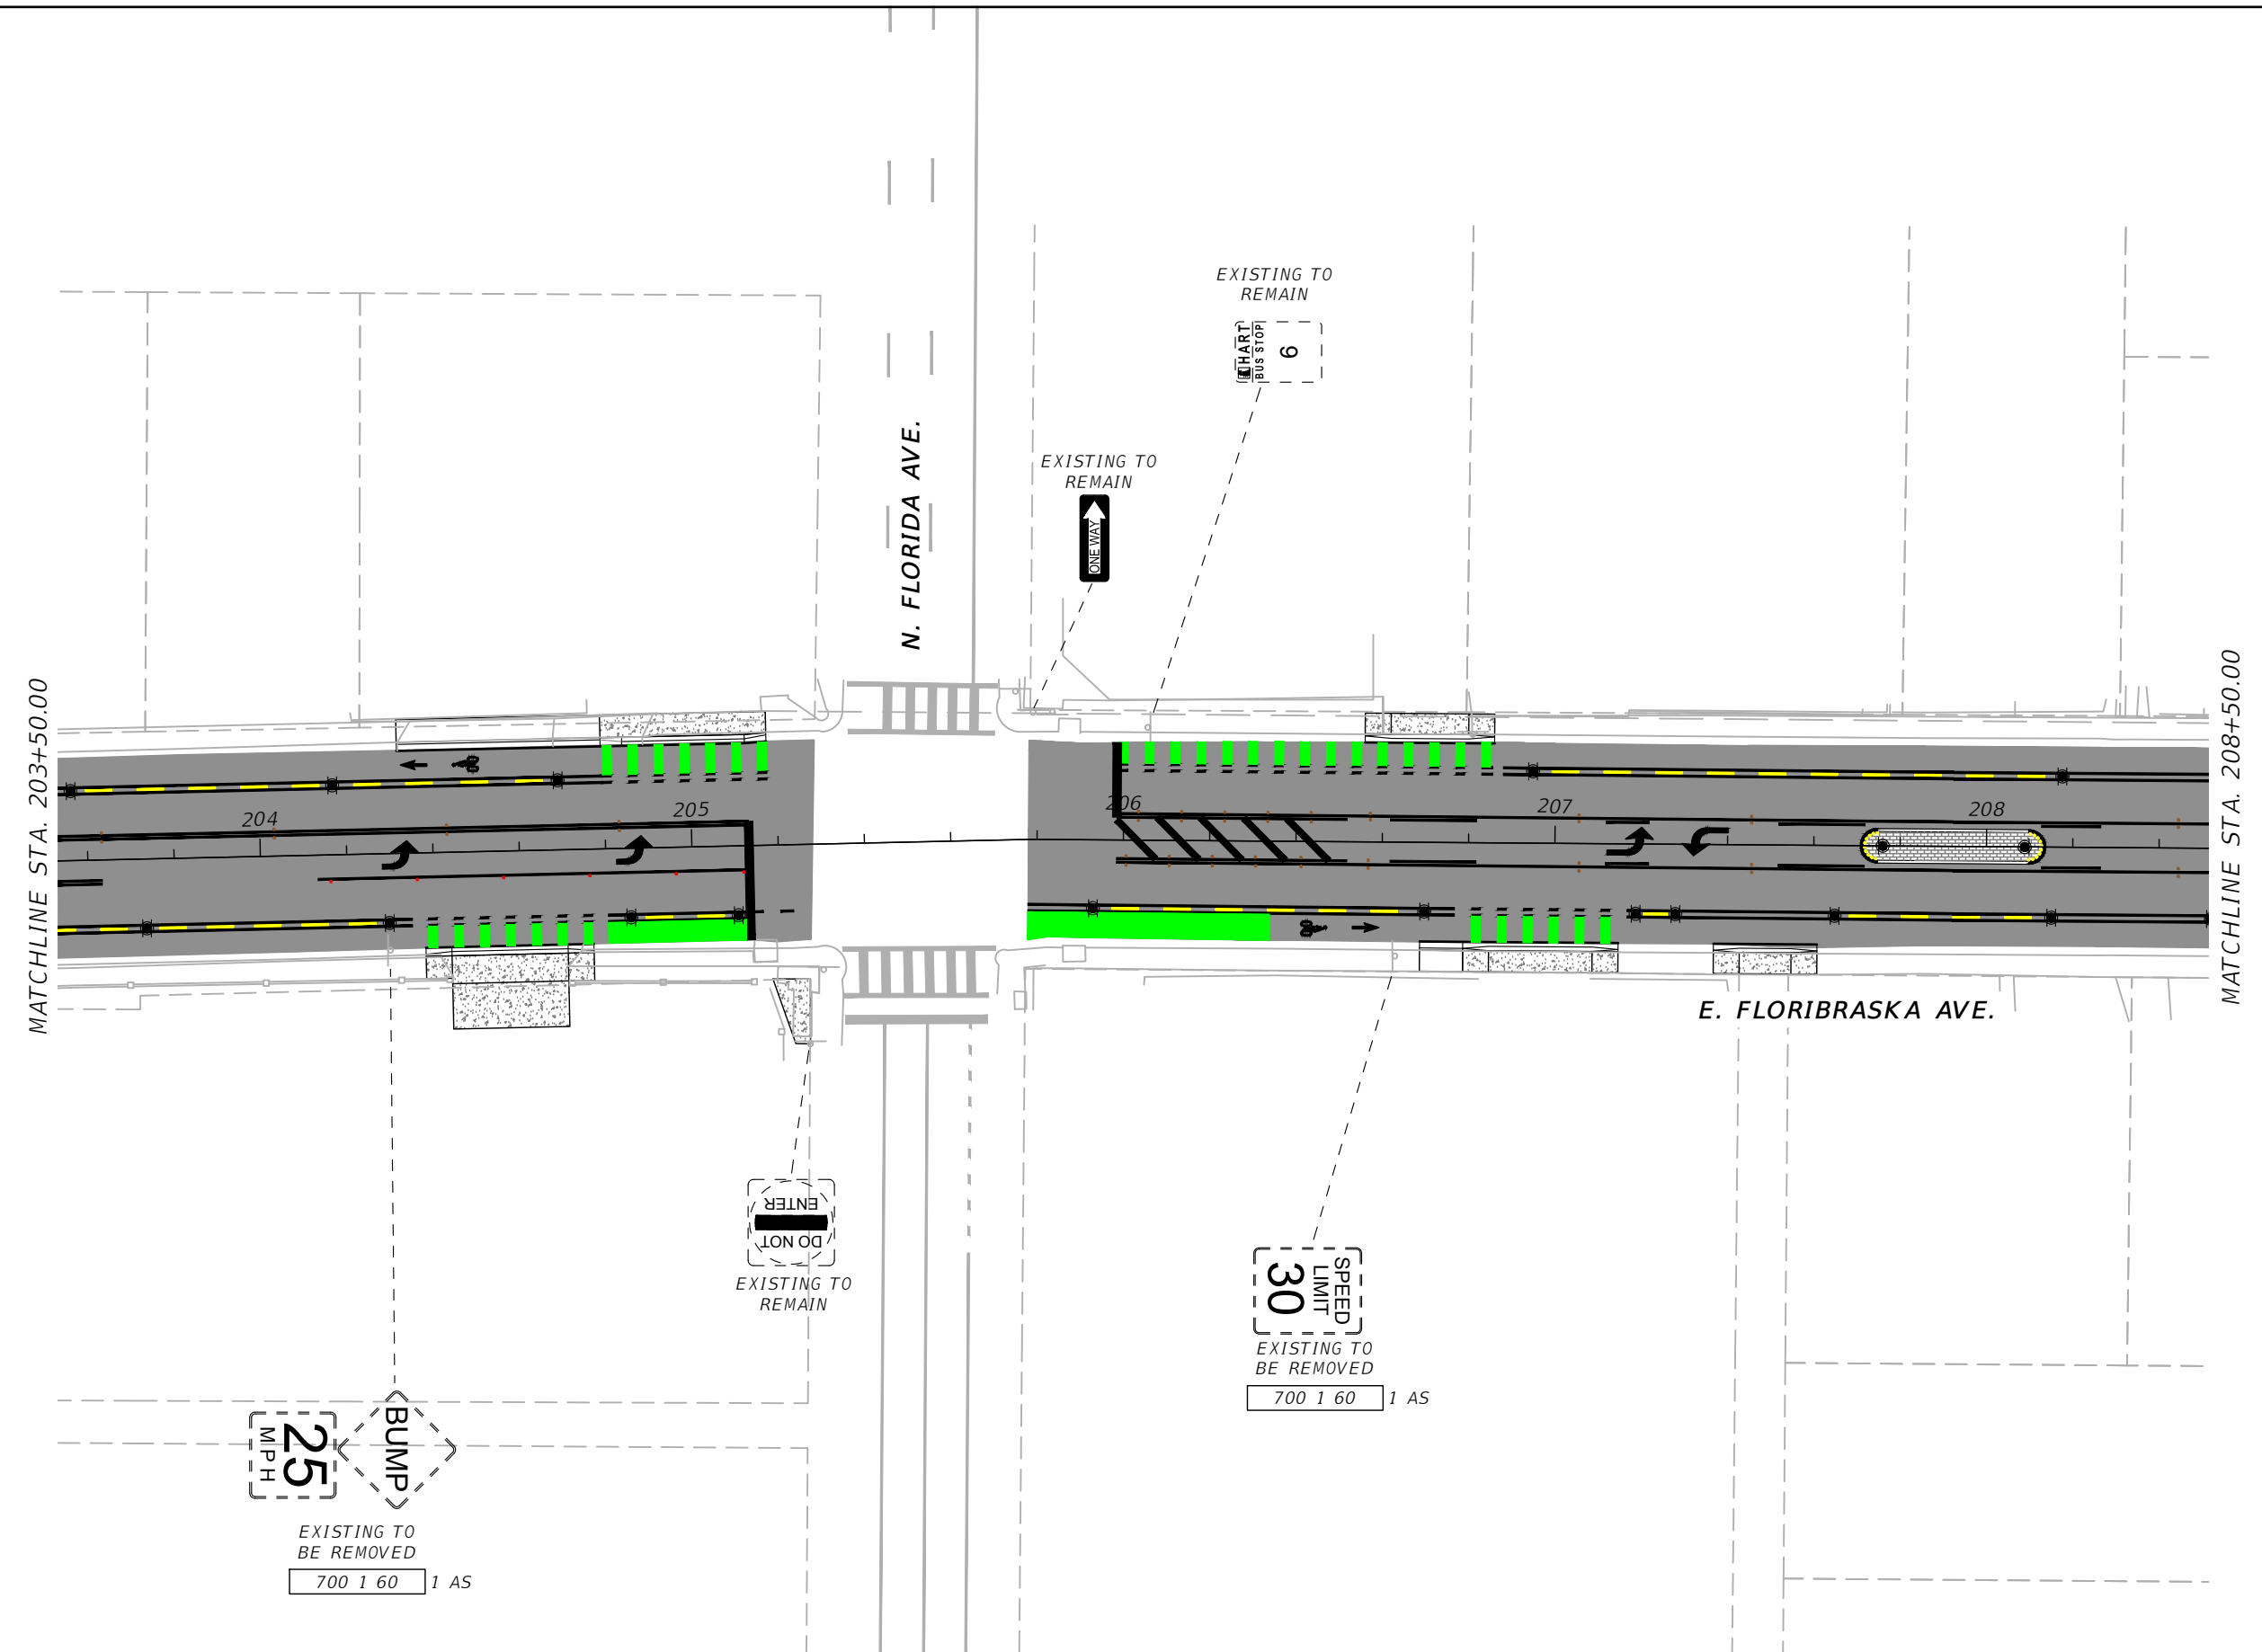 EXISTING TO
REMAIN
HART
BUS STOP
9
N. FLORIDA AVE.
EXISTING TO
REMAIN
ONE WAY
MATCHLINE STA. 203+50.00
MATCHLINE STA. 208+50.00
204
205
206
207
208
E. FLORIBRASKA AVE.
DO NOT
ENTER
EXISTING TO
REMAIN
SPEED
LIMIT
30
EXISTING TO
BE REMOVED
700 1 60 1 AS
BUMP
25
MPH
EXISTING TO
BE REMOVED
700 1 60 1 AS